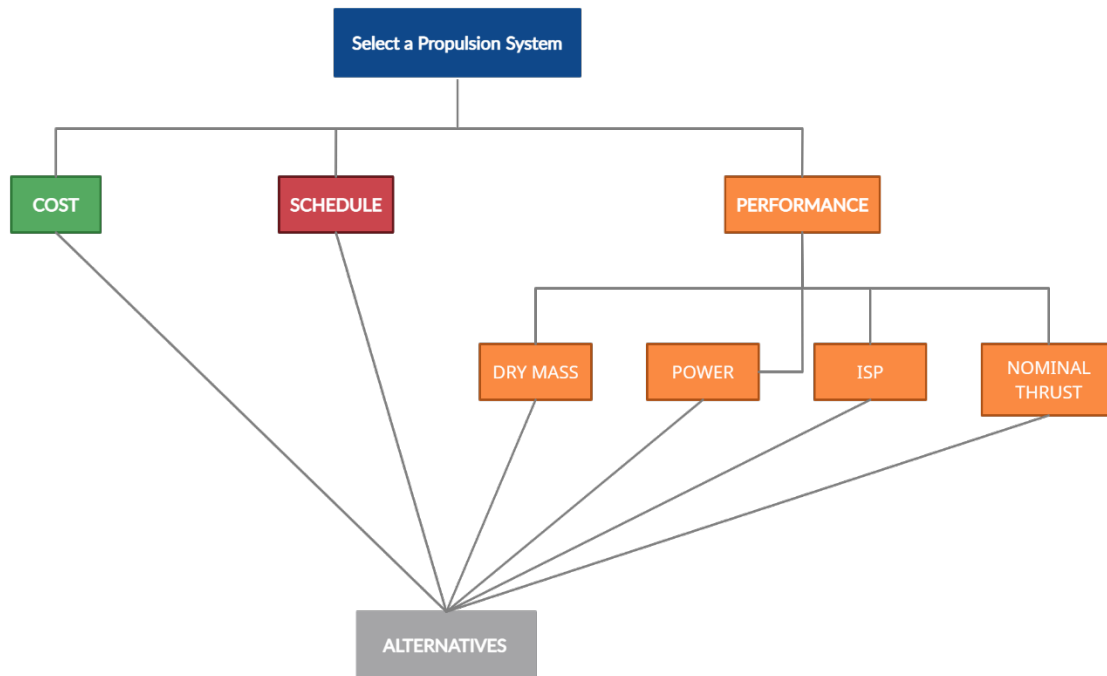 Select a Propulsion System
COST
SCHEDULE
PERFORMANCE
DRY MASS
POWER
ISP
NOMINAL
THRUST
ALTERNATIVES